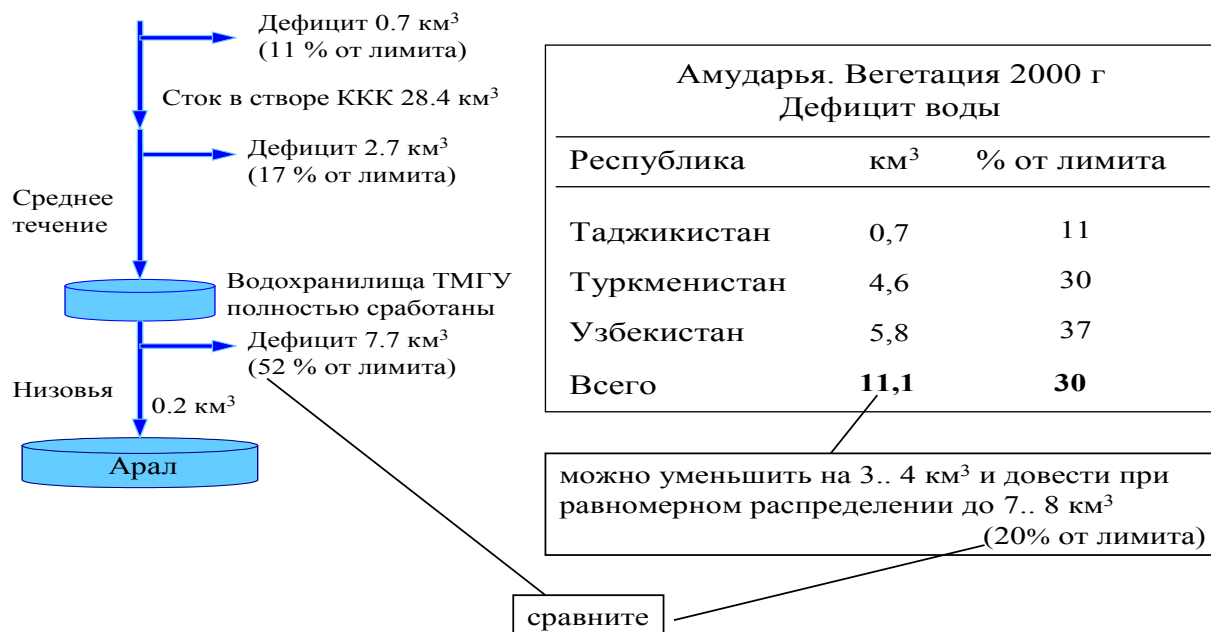 Дефицит 0.7 км³
(11 % от лимита)
Сток в створе ККК 28.4 км³
Дефицит 2.7 км³
(17 % от лимита)
Среднее
течение
Водохранилища ТМГУ
полностью сработаны
Дефицит 7.7 км³
(52 % от лимита)
Низовья
0.2 км³
Арал
Амударья. Вегетация 2000 г
Дефицит воды
Республика км³ % от лимита
Таджикистан 0,7 11
Туркменистан 4,6 30
Узбекистан 5,8 37
Всего 11,1 30
можно уменьшить на 3.. 4 км³ и довести при
равномерном распределении до 7.. 8 км³
(20% от лимита)
сравните